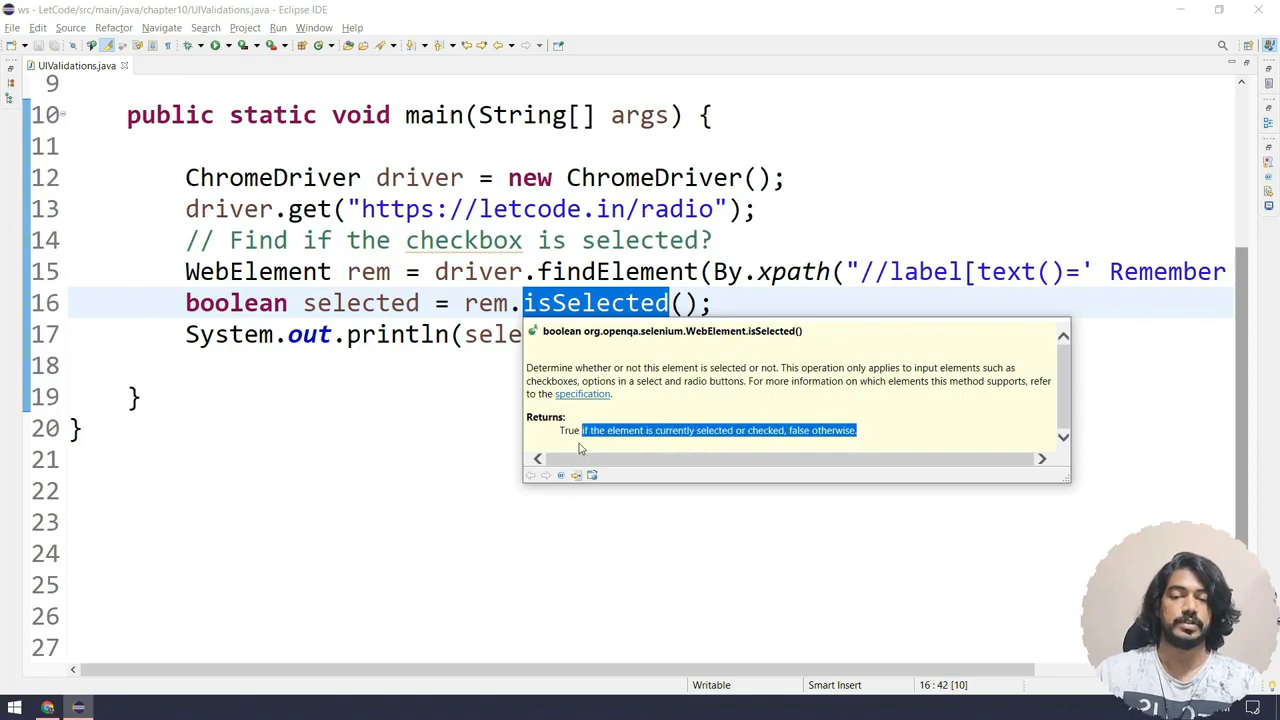 ws - LetCode/src/main/java/chapter10/UIValidations.java - Eclipse IDE
File Edit Source Refactor Navigate Search Project Run Window Help
UIValidations.java
9
10 public static void main(String[] args) {
11
12 ChromeDriver driver = new ChromeDriver();
13 driver.get("https://letcode.in/radio");
14 // Find if the checkbox is selected?
15 WebElement rem = driver.findElement(By.xpath("//label[text()=' Remember
16 boolean selected = rem.isSelected();
17 System.out.println(sele
boolean org.openqa.selenium.WebElement.isSelected()
Determine whether or not this element is selected or not. This operation only applies to input elements such as
checkboxes, options in a select and radio buttons. For more information on which elements this method supports, refer
to the specification.
Returns:
True if the element is currently selected or checked, false otherwise.
18
19 }
20 }
21
22
23
24
25
26
27
Writable Smart Insert 16 : 42 [10]